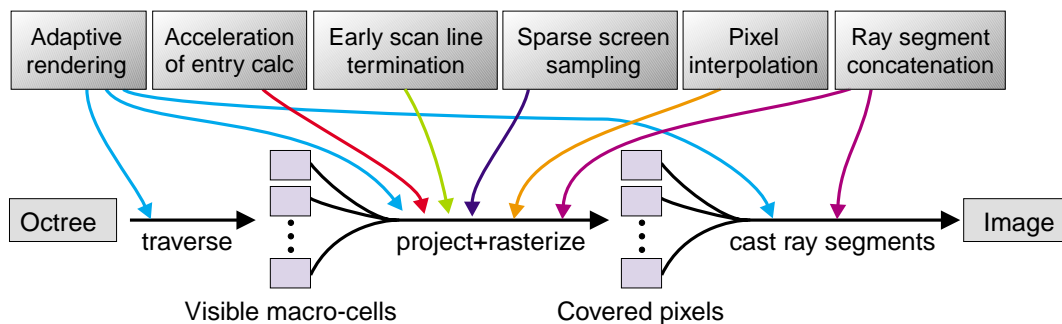 Adaptive
rendering
Acceleration
of entry calc
Early scan line
termination
Sparse screen
sampling
Pixel
interpolation
Ray segment
concatenation
Octree
traverse
Visible macro-cells
project+rasterize
Covered pixels
cast ray segments
Image